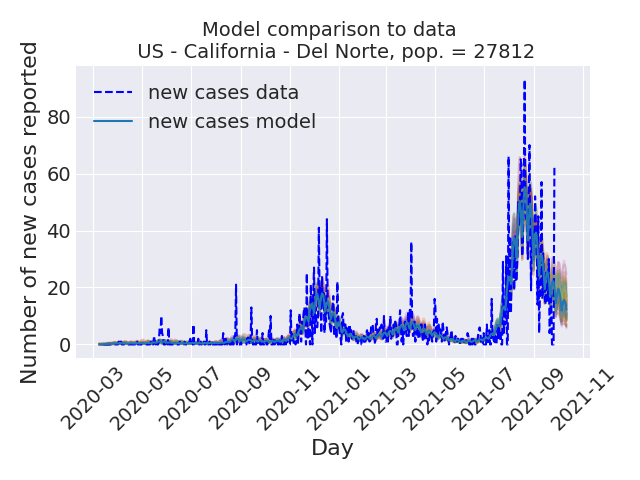 Model comparison to data
US - California - Del Norte, pop. = 27812
Number of new cases reported
new cases data
new cases model
80
60
40
20
0
2020-03
2020-05
2020-07
2020-09
2020-11
2021-01
2021-03
2021-05
2021-07
2021-09
2021-11
Day